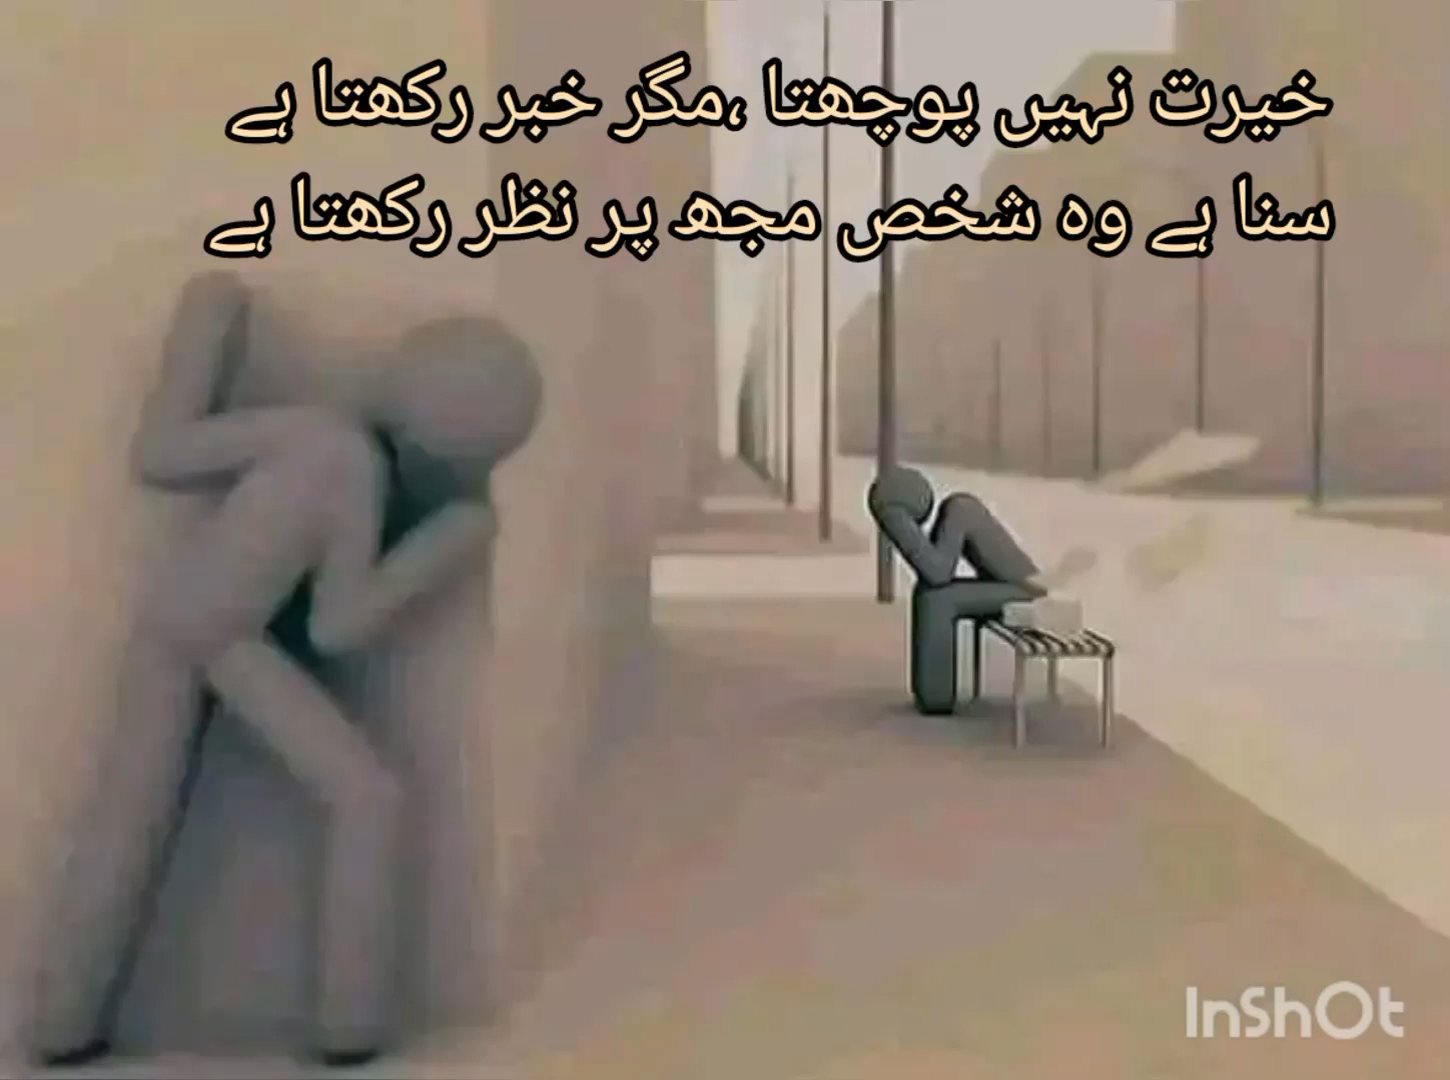 خیرت نہیں پوچھتا ،مگر خبر رکھتا ہے
سنا ہے وہ شخص مجھ پر نظر رکھتا ہے
InShOt